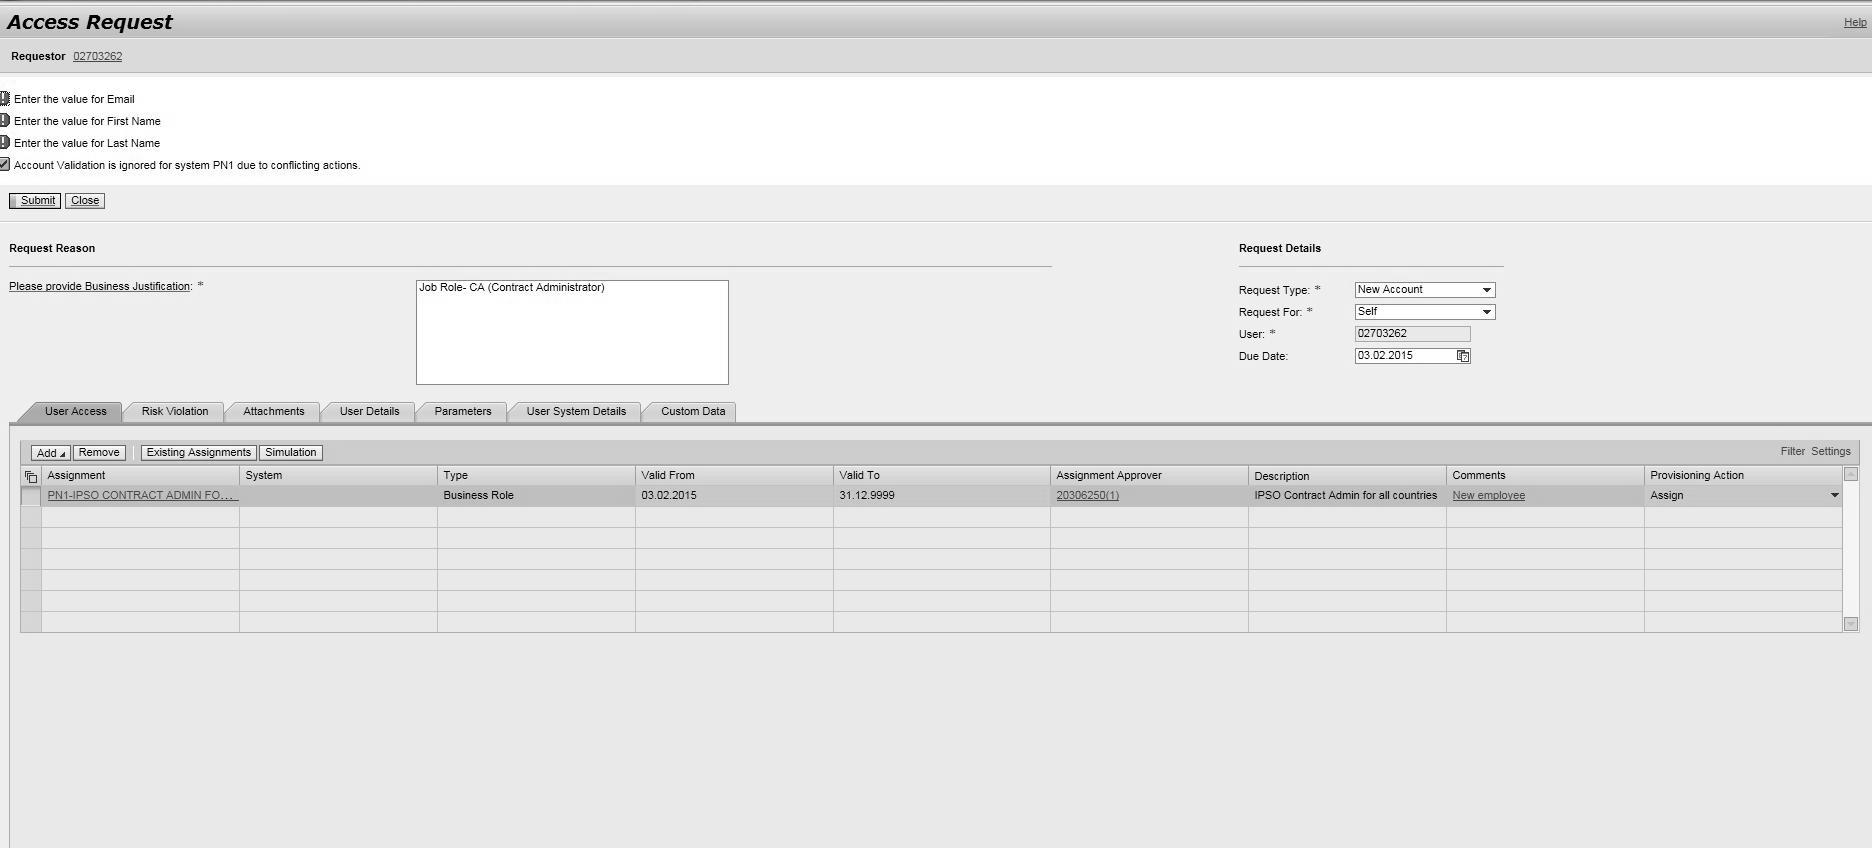 Access Request
Help
Requestor 02703262
Enter the value for Email
Enter the value for First Name
Enter the value for Last Name
Account Validation is ignored for system PN1 due to conflicting actions.
Submit Close
Request Reason
Please provide Business Justification: *
Job Role- CA (Contract Administrator)
Request Details
Request Type: * New Account
Request For: * Self
User: * 02703262
Due Date: 03.02.2015
User Access Risk Violation Attachments User Details Parameters User System Details Custom Data
Add Remove Existing Assignments Simulation Filter Settings
Assignment System Type Valid From Valid To Assignment Approver Description Comments Provisioning Action
PN1-IPSO CONTRACT ADMIN FO... Business Role 03.02.2015 31.12.9999 20306250(1) IPSO Contract Admin for all countries New employee Assign